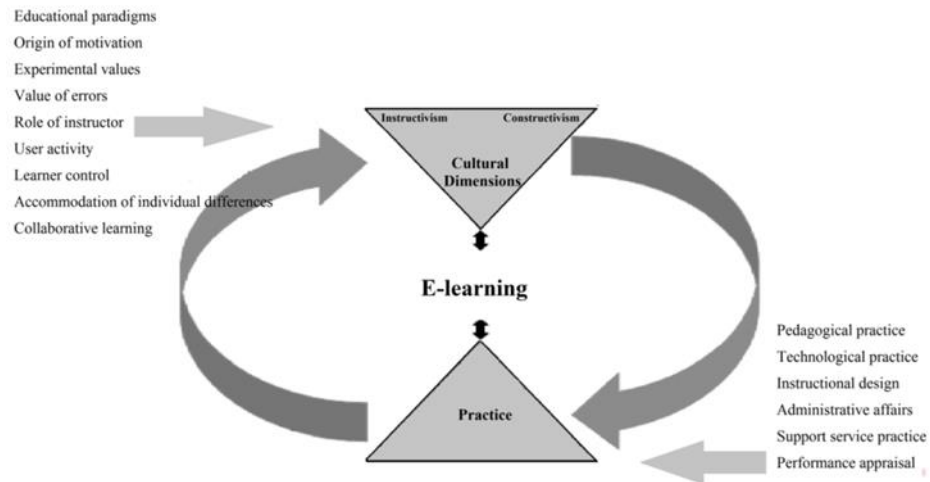 Educational paradigms
Origin of motivation
Experimental values
Value of errors
Role of instructor
User activity
Learner control
Accommodation of individual differences
Collaborative learning
Instructivism
Constructivism
Cultural
Dimensions
E-learning
Practice
Pedagogical practice
Technological practice
Instructional design
Administrative affairs
Support service practice
Performance appraisal